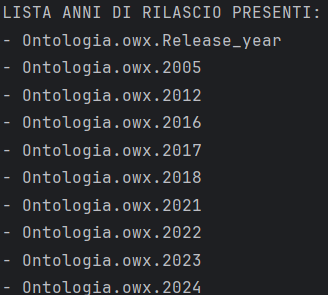 LISTA ANNI DI RILASCIO PRESENTI:
- Ontologia.owx.Release_year
- Ontologia.owx.2005
- Ontologia.owx.2012
- Ontologia.owx.2016
- Ontologia.owx.2017
- Ontologia.owx.2018
- Ontologia.owx.2021
- Ontologia.owx.2022
- Ontologia.owx.2023
- Ontologia.owx.2024